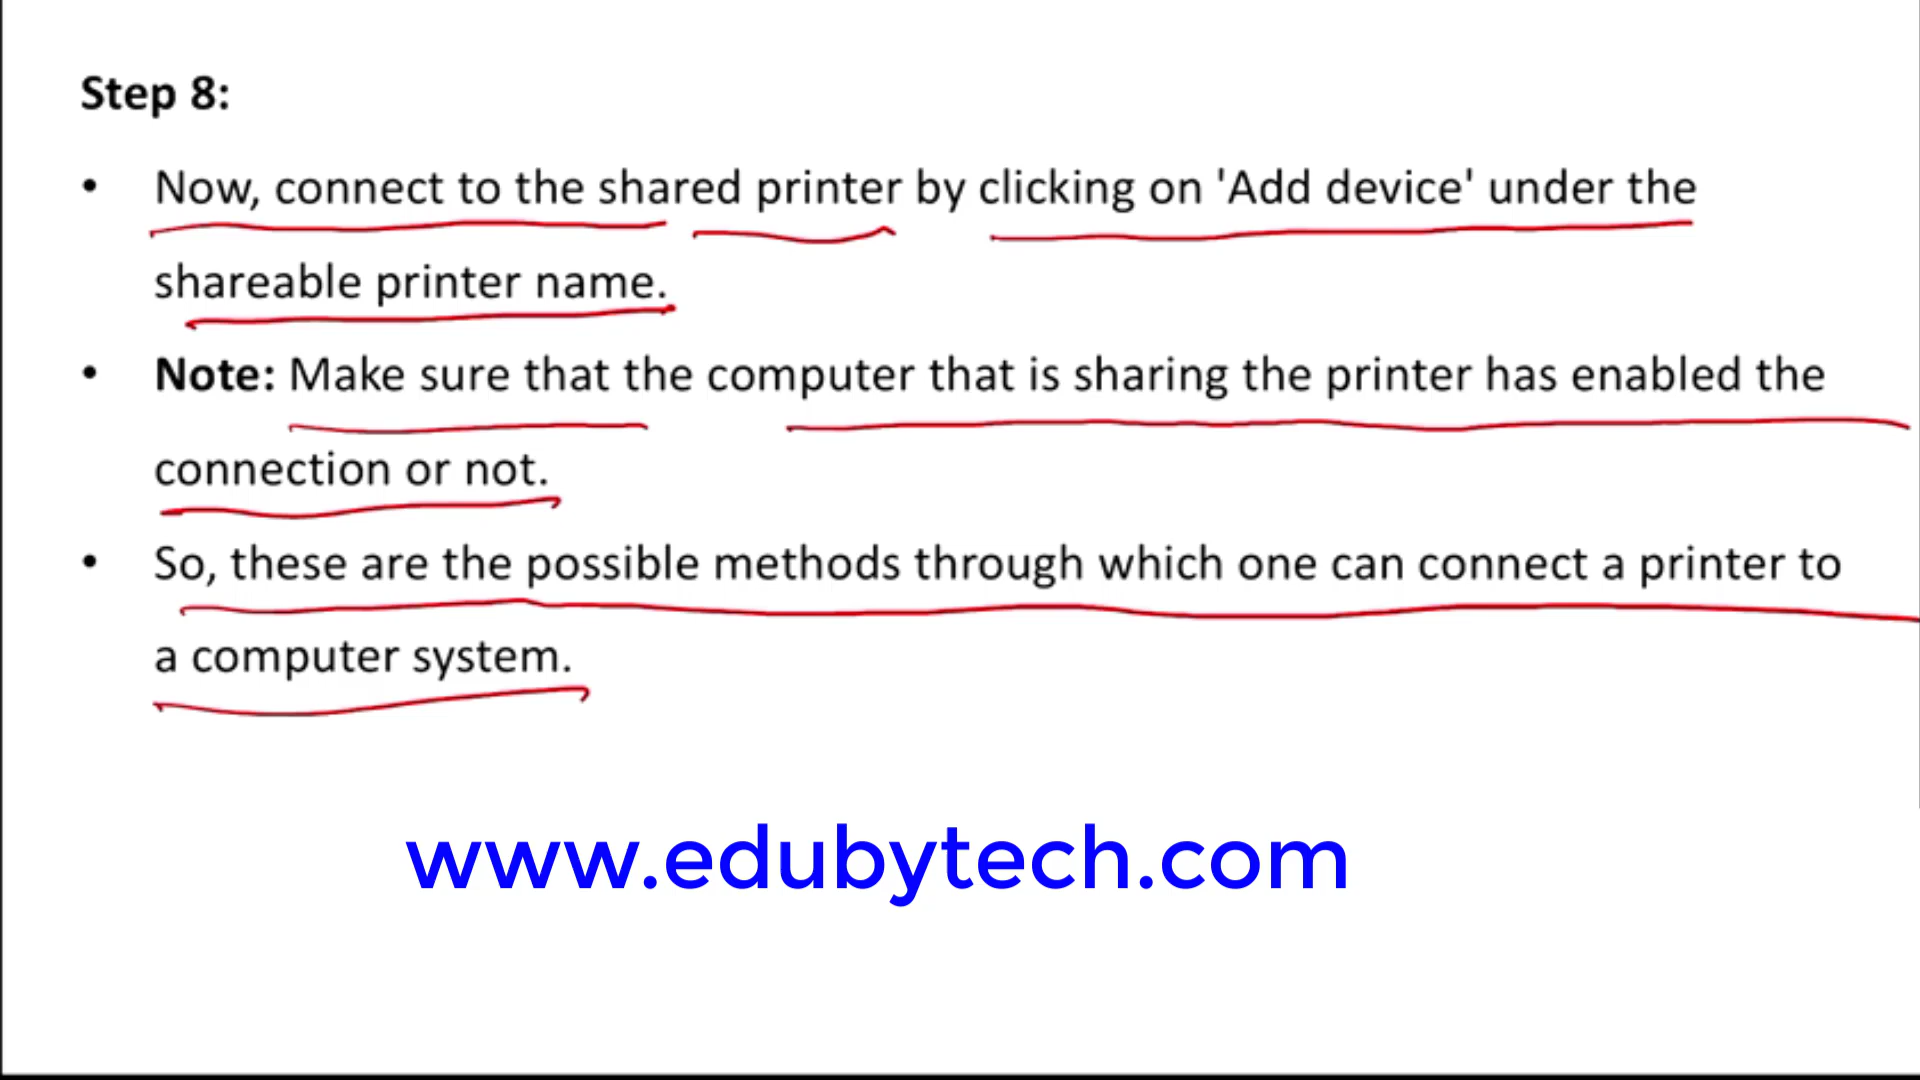 Step 8:
• Now, connect to the shared printer by clicking on 'Add device' under the
shareable printer name.
• Note: Make sure that the computer that is sharing the printer has enabled the
connection or not.
• So, these are the possible methods through which one can connect a printer to
a computer system.
www.edubytech.com